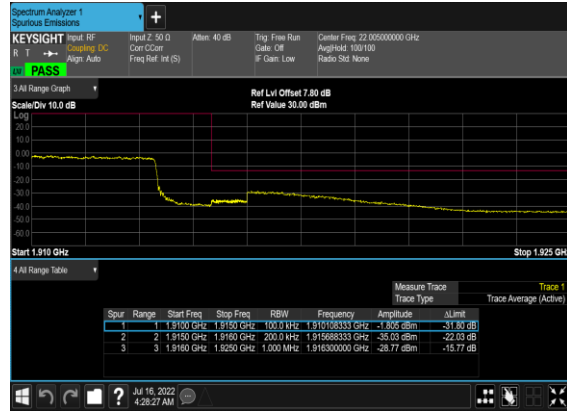 Spectrum Analyzer 1
Spurious Emissions
+
KEYSIGHT Input: RF Input Z: 50 Ω Atten: 40 dB Trig: Free Run Center Freq: 22.005000000 GHz
R T Coupling: DC Corr CCorr Gate: Off Avg|Hold: 100/100
Align: Auto Freq Ref: Int (S) IF Gain: Low Radio Std: None
PASS
3 All Range Graph
Ref Lvl Offset 7.80 dB
Scale/Div 10.0 dB Ref Value 30.00 dBm
Log
20.0
10.0
0.00
-10.0
-20.0
-30.0
-40.0
-50.0
-60.0
Start 1.910 GHz Stop 1.925 GH
4 All Range Table
Measure Trace Trace 1
Trace Type Trace Average (Active)
Spur Range Start Freq Stop Freq RBW Frequency Amplitude ΔLimit
1 1 1.9100 GHz 1.9150 GHz 100.0 kHz 1.910108333 GHz -1.805 dBm -31.80 dB
2 2 1.9150 GHz 1.9160 GHz 200.0 kHz 1.915688333 GHz -35.03 dBm -22.03 dB
3 3 1.9160 GHz 1.9250 GHz 1.000 MHz 1.916300000 GHz -28.77 dBm -15.77 dB
? Jul 16, 2022
4:28:27 AM